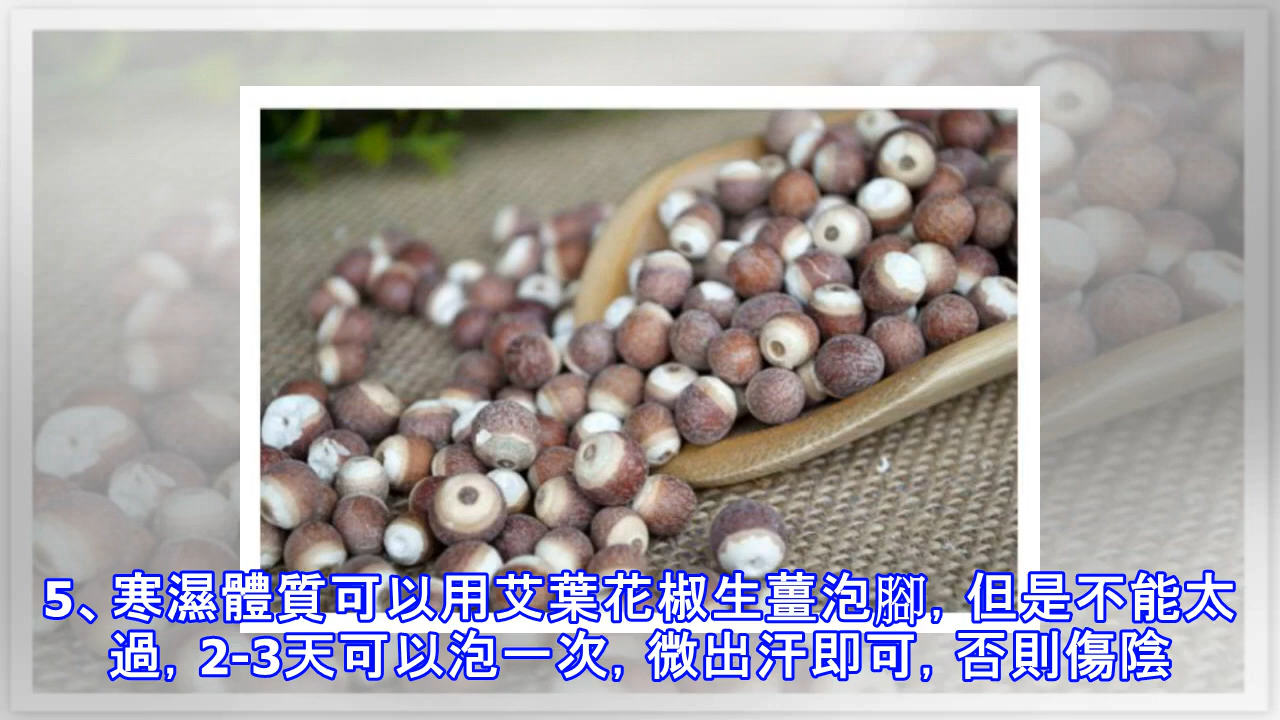 5、寒濕體質可以用艾葉花椒生薑泡腳, 但是不能太
過, 2-3天可以泡一次, 微出汗即可, 否則傷陰